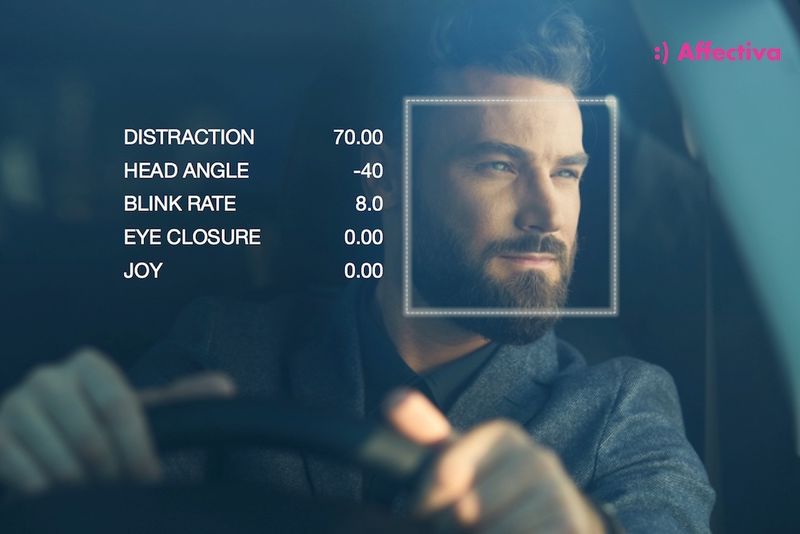 :) Affectiva
DISTRACTION 70.00
HEAD ANGLE -40
BLINK RATE 8.0
EYE CLOSURE 0.00
JOY 0.00